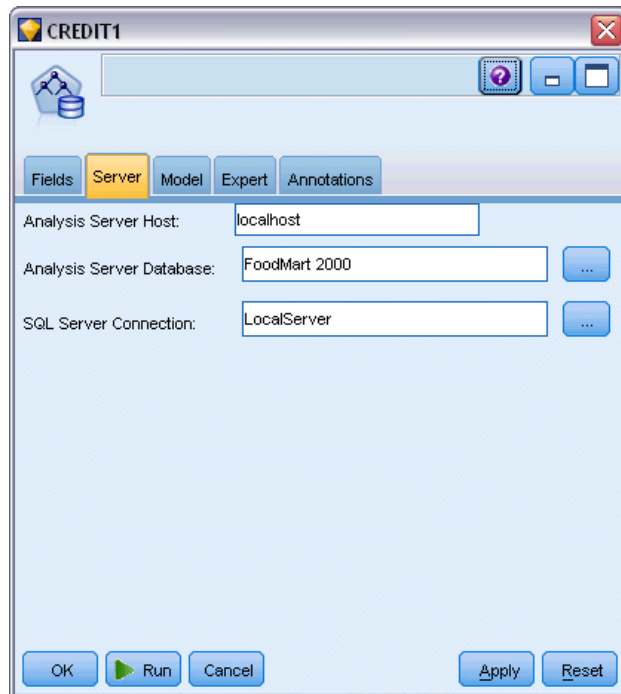 CREDIT1
?
Fields Server Model Expert Annotations
Analysis Server Host: localhost
Analysis Server Database: FoodMart 2000 ...
SQL Server Connection: LocalServer ...
OK Run Cancel Apply Reset